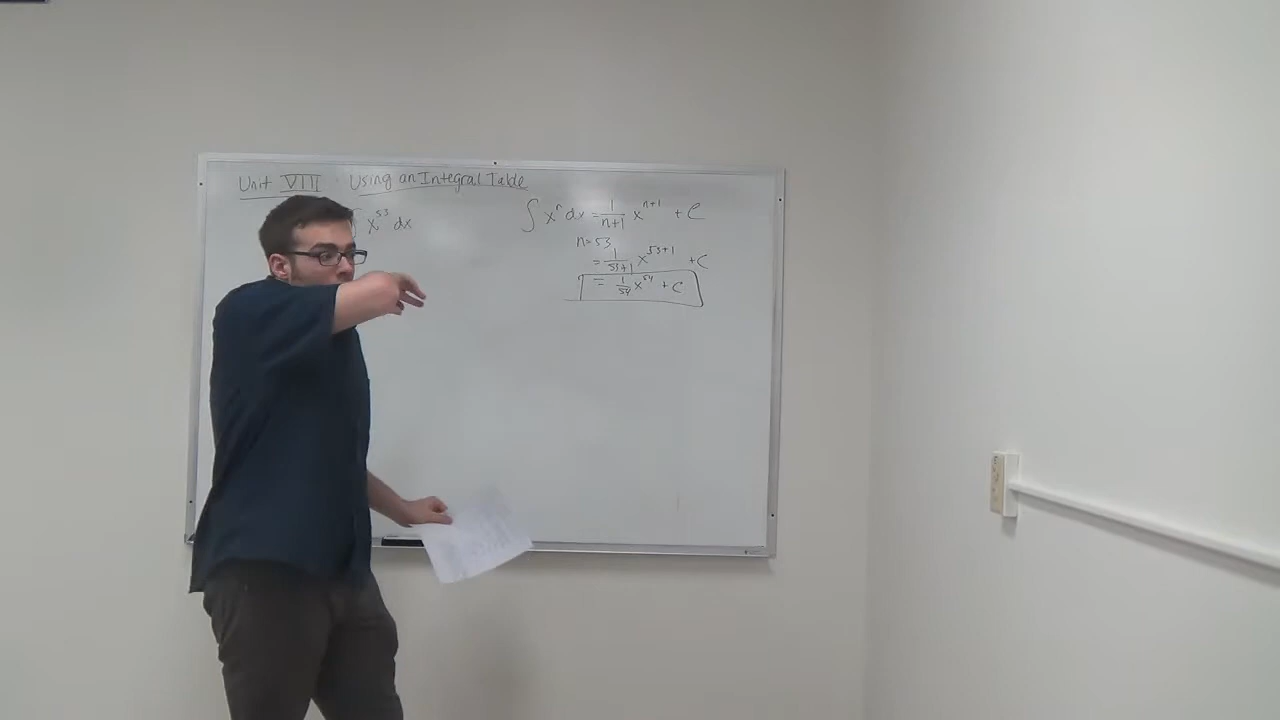 Unit VIII - Using an Integral Table
∫ x^53 dx
∫ x^n dx = 1/(n+1) x^(n+1) + C
n=53
= 1/(53+1) x^(53+1) + C
= 1/54 x^54 + C